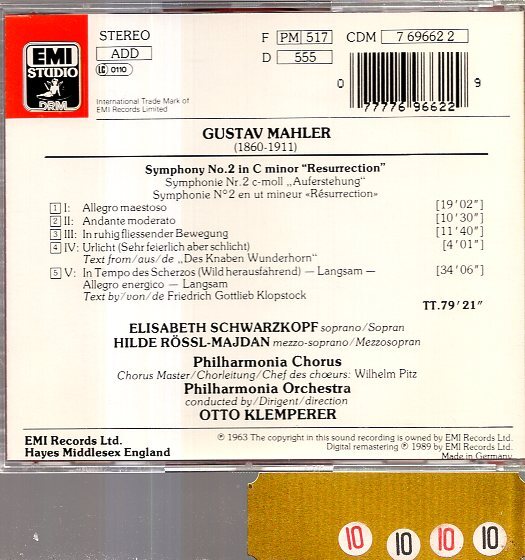 EMI
STUDIO
DRM
STEREO
ADD
LC 0110
International Trade Mark of
EMI Records Limited
F PM 517 CDM 7 69662 2
D 555
0 77776 96622 9
GUSTAV MAHLER
(1860-1911)
Symphony No. 2 in C minor "Resurrection"
Symphonie Nr. 2 c-moll „Auferstehung"
Symphonie N°2 en ut mineur «Résurrection»
1 I: Allegro maestoso [19'02"]
2 II: Andante moderato [10'30"]
3 III: In ruhig fliessender Bewegung [11'40"]
4 IV: Urlicht (Sehr feierlich aber schlicht) [4'01"]
Text from/aus/de „Des Knaben Wunderhorn"
5 V: In Tempo des Scherzos (Wild herausfahrend) — Langsam — [34'06"]
Allegro energico — Langsam
Text by/von/de Friedrich Gottlieb Klopstock
TT.79'21"
ELISABETH SCHWARZKOPF soprano/Sopran
HILDE RÖSSL-MAJDAN mezzo-soprano/Mezzosopran
Philharmonia Chorus
Chorus Master/Chorleitung/Chef des chœurs: Wilhelm Pitz
Philharmonia Orchestra
conducted by/Dirigent/direction
OTTO KLEMPERER
EMI Records Ltd.
Hayes Middlesex England
℗ 1963 The copyright in this sound recording is owned by EMI Records Ltd.
Digital remastering ℗ 1989 by EMI Records Ltd.
Made in Germany
10 10 10 10